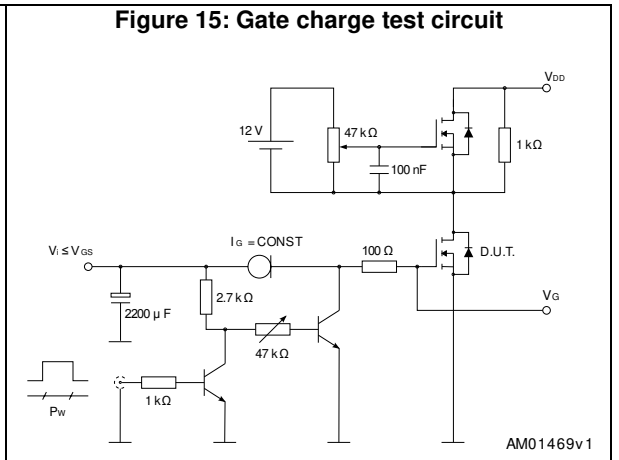 Figure 15: Gate charge test circuit
VDD
12 V
47 kΩ
1 kΩ
100 nF
Vi ≤ VGS
IG = CONST
100 Ω
D.U.T.
2.7 kΩ
VG
2200 µF
47 kΩ
1 kΩ
PW
AM01469v1